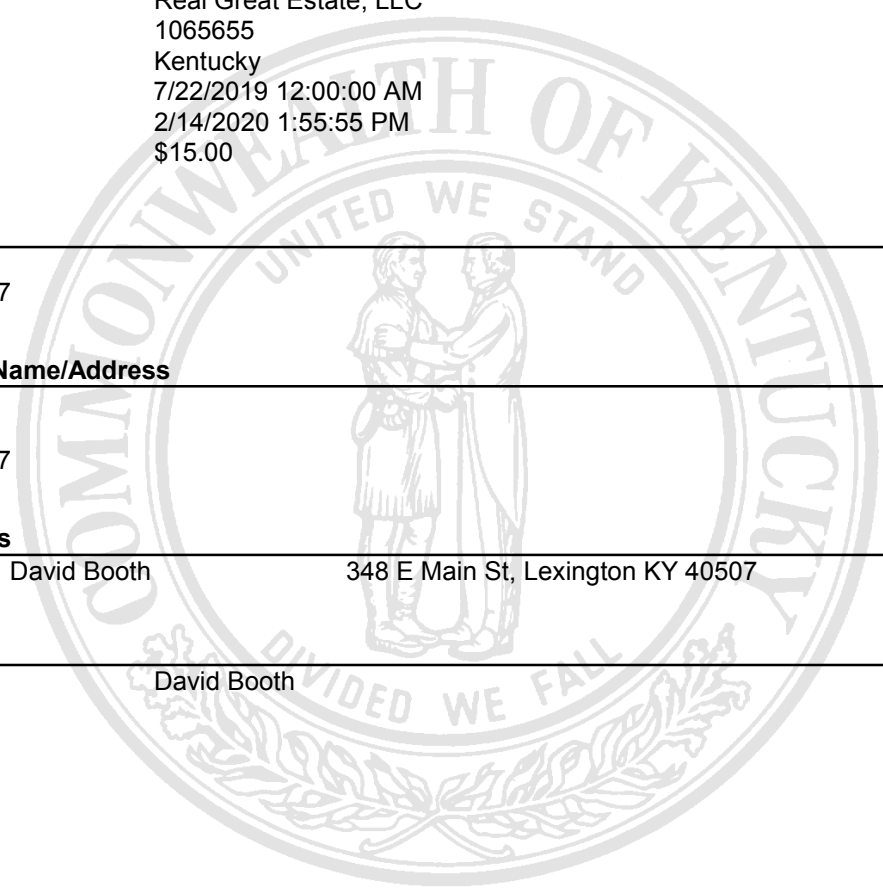 Real Great Estate, LLC
1065655
Kentucky
7/22/2019 12:00:00 AM
2/14/2020 1:55:55 PM
$15.00
7
Name/Address
7
s
David Booth 348 E Main St, Lexington KY 40507
David Booth
COMMONWEALTH OF KENTUCKY
UNITED WE STAND
DIVIDED WE FALL